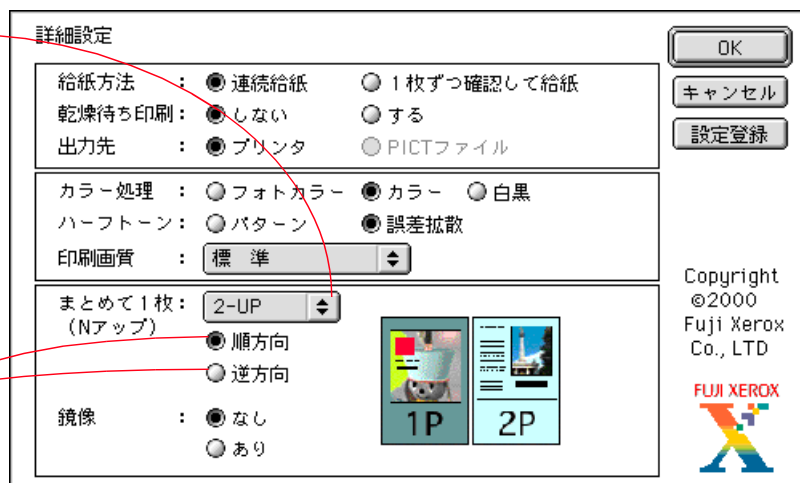 詳細設定
OK
キャンセル
設定登録
給紙方法 : 連続給紙 1枚ずつ確認して給紙
乾燥待ち印刷: しない する
出力先 : プリンタ PICTファイル
カラー処理 : フォトカラー カラー 白黒
ハーフトーン: パターン 誤差拡散
印刷画質 : 標 準
まとめて1枚: 2-UP
(Nアップ)
順方向
逆方向
鏡像 : なし
あり
1P 2P
Copyright
©2000
Fuji Xerox
Co., LTD
FUJI XEROX